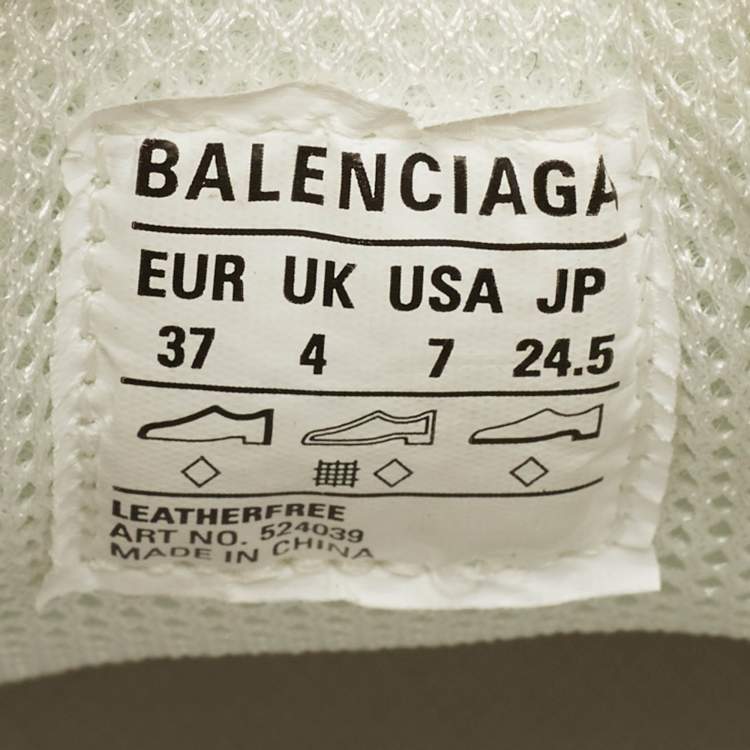 BALENCIAGA
EUR UK USA JP
37 4 7 24.5
LEATHERFREE
ART NO. 524039
MADE IN CHINA